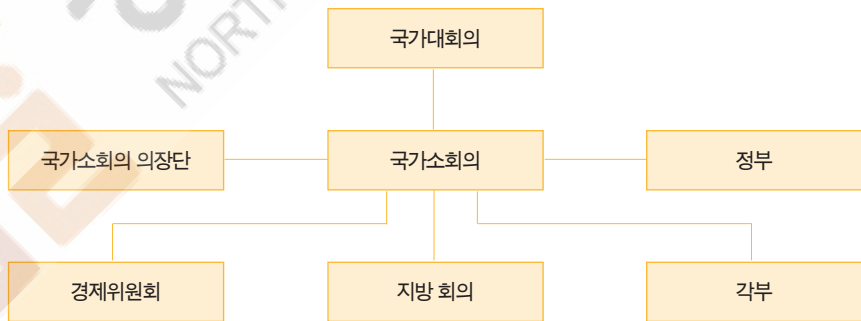 국가대회의
국가소회의 의장단
국가소회의
정부
경제위원회
지방 회의
각부